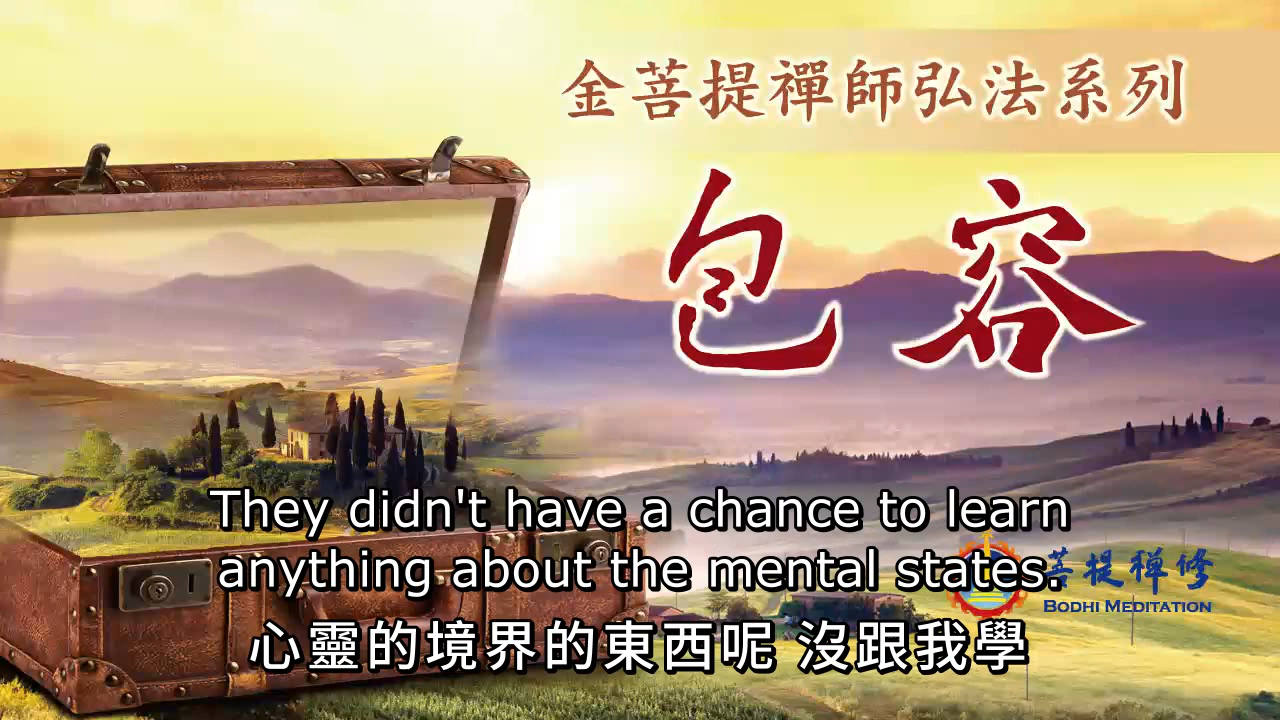 金菩提禪師弘法系列
包容
They didn't have a chance to learn
anything about the mental states.
菩提禪修
BODHI MEDITATION
心靈的境界的東西呢 沒跟我學